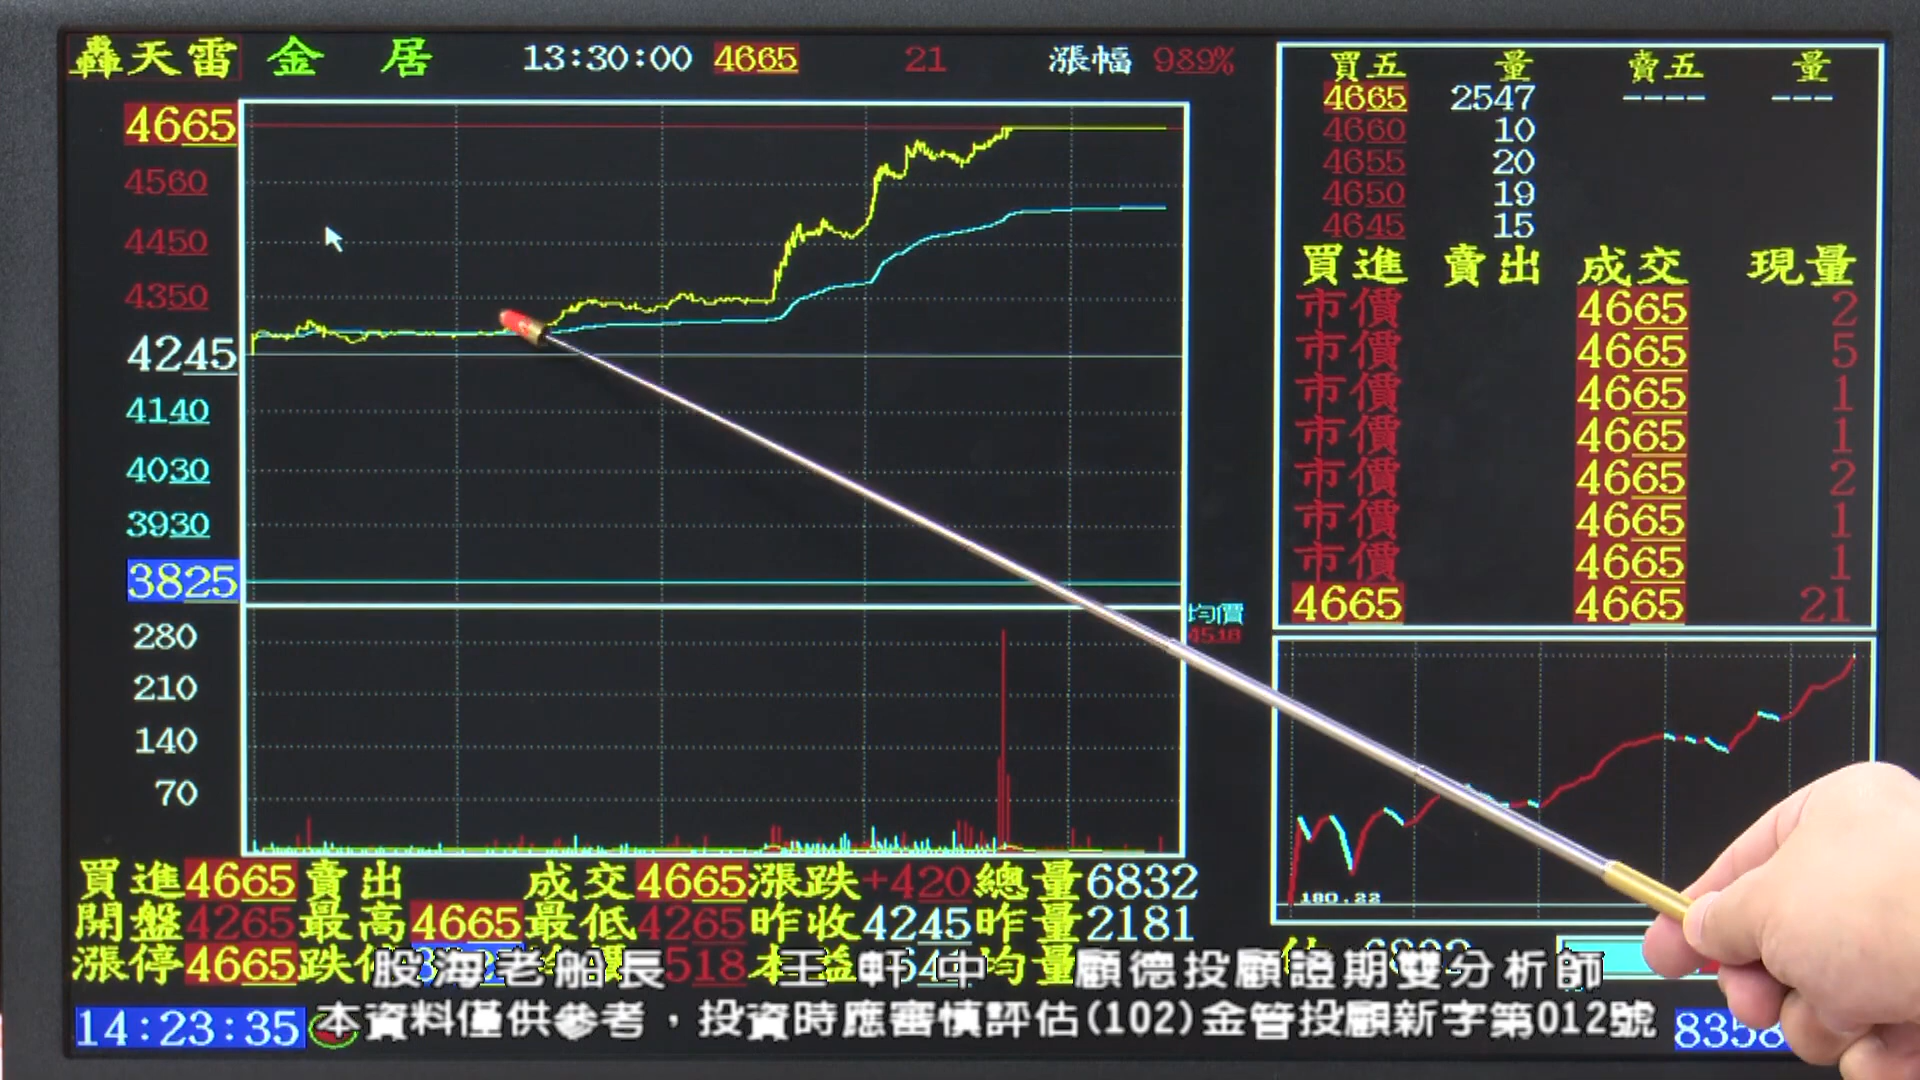 轟天雷 金 居 13:30:00 4665 21 漲幅 989%
4665
4560
4450
4350
4245
4140
4030
3930
3825
280
210
140
70
均價
4518
買五 量 賣五 量
4665 2547 ---- ---
4660 10
4655 20
4650 19
4645 15
買進 賣出 成交 現量
市價 4665 2
市價 4665 5
市價 4665 1
市價 4665 1
市價 4665 2
市價 4665 1
市價 4665 1
4665 4665 21
180.22
買進4665賣出 成交4665漲跌+420總量6832
開盤4265最高4665最低4265昨收4245昨量2181
漲停4665跌
股海老船長 王軒中 顧德投顧證期雙分析師
14:23:35
本資料僅供參考，投資時應審慎評估(102)金管投顧新字第012號
8358